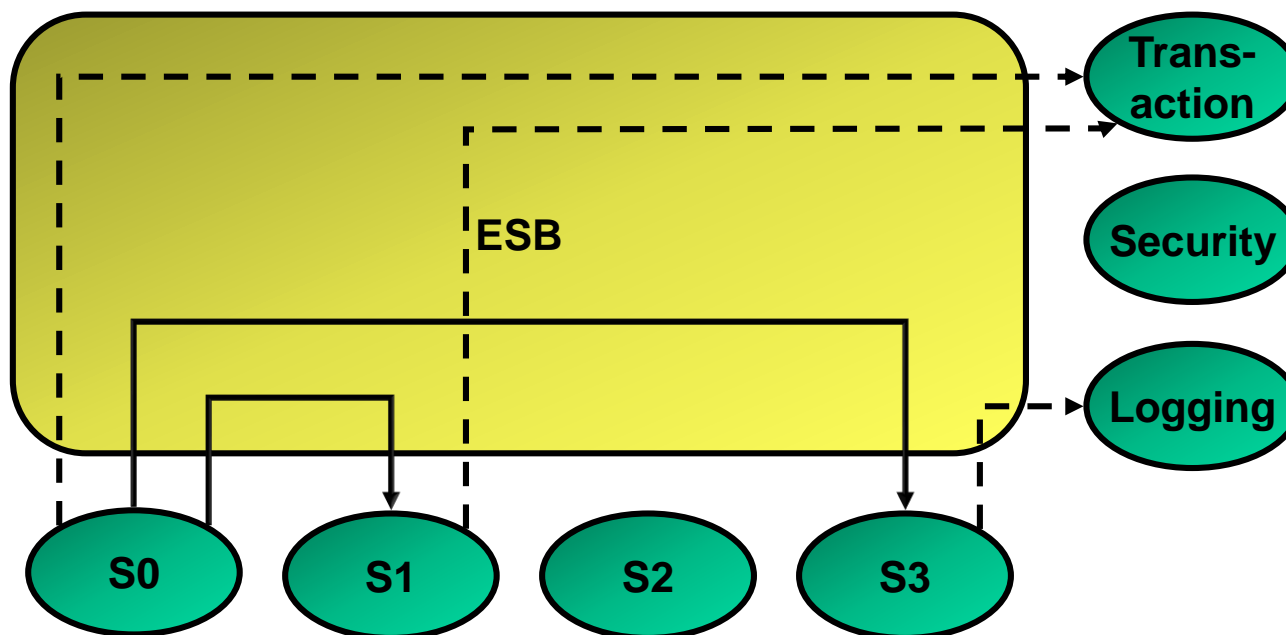 Trans-
action
ESB
Security
Logging
S0
S1
S2
S3